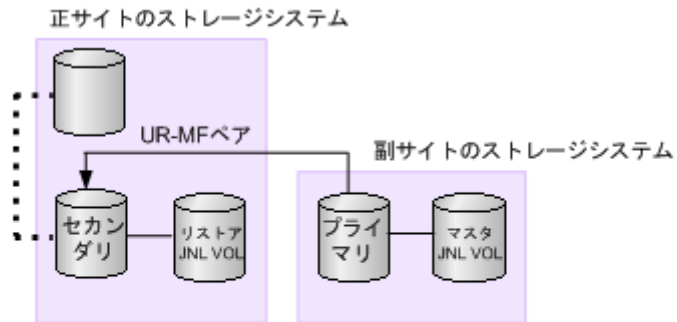 正サイトのストレージシステム
UR-MFペア
副サイトのストレージシステム
セカン
ダリ
リストア
JNL VOL
プライ
マリ
マスタ
JNL VOL